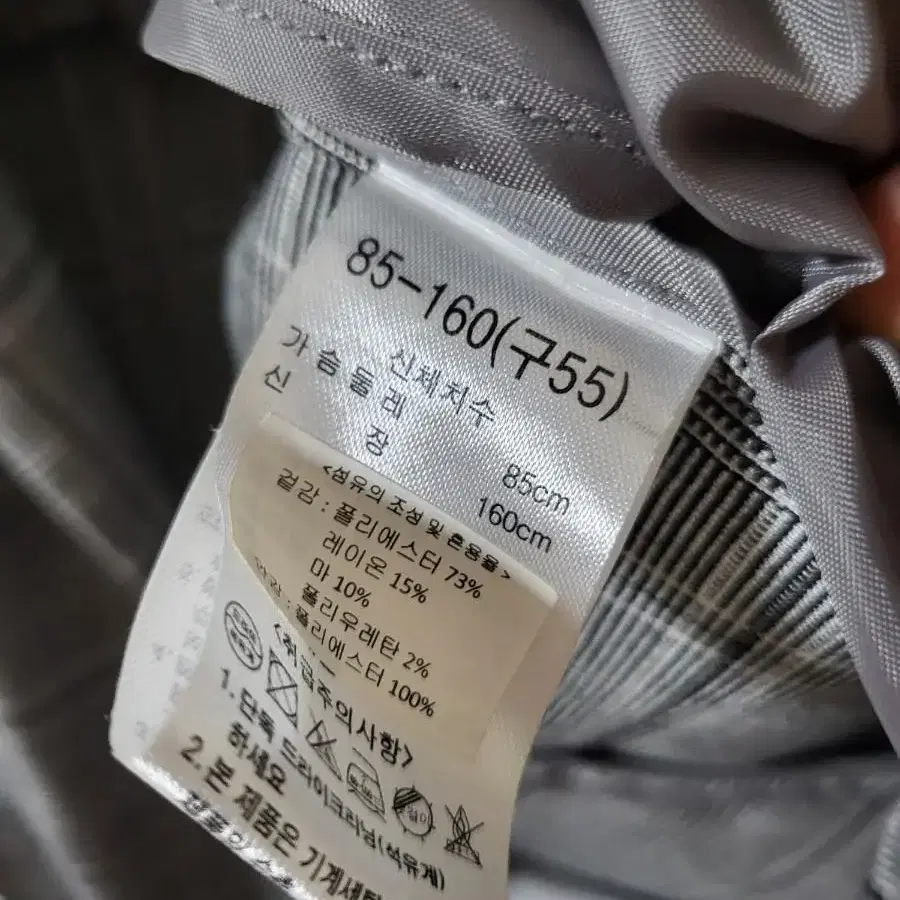 85-160(구55)
신체치수
가슴둘레 85cm
신 장 160cm
<섬유의 조성 및 혼용율>
겉감 : 폴리에스터 73%
레이온 15%
마 10%
폴리우레탄 2%
안감 : 폴리에스터 100%
<취급주의사항>
1. 단독 드라이크리닝(석유계)
하세요
2. 본 제품은 기계세탁